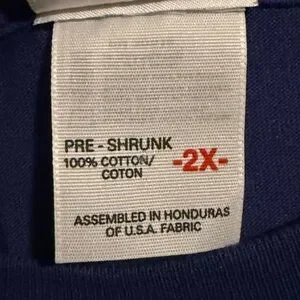 PRE - SHRUNK
100% COTTON/
COTON
-2X-
ASSEMBLED IN HONDURAS
OF U.S.A. FABRIC